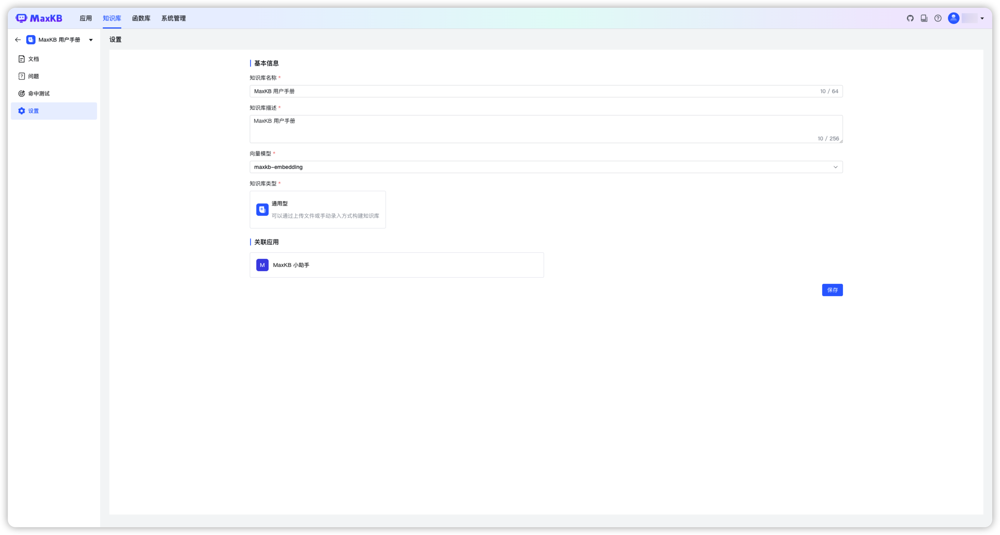 MaxKB
应用 知识库 函数库 系统管理
MaxKB 用户手册
文档
问题
命中测试
设置
设置
基本信息
知识库名称 *
MaxKB 用户手册 10 / 64
知识库描述 *
MaxKB 用户手册
10 / 256
向量模型 *
maxkb-embedding
知识库类型 *
通用型
可以通过上传文件或手动录入方式构建知识库
关联应用
M MaxKB 小助手
保存